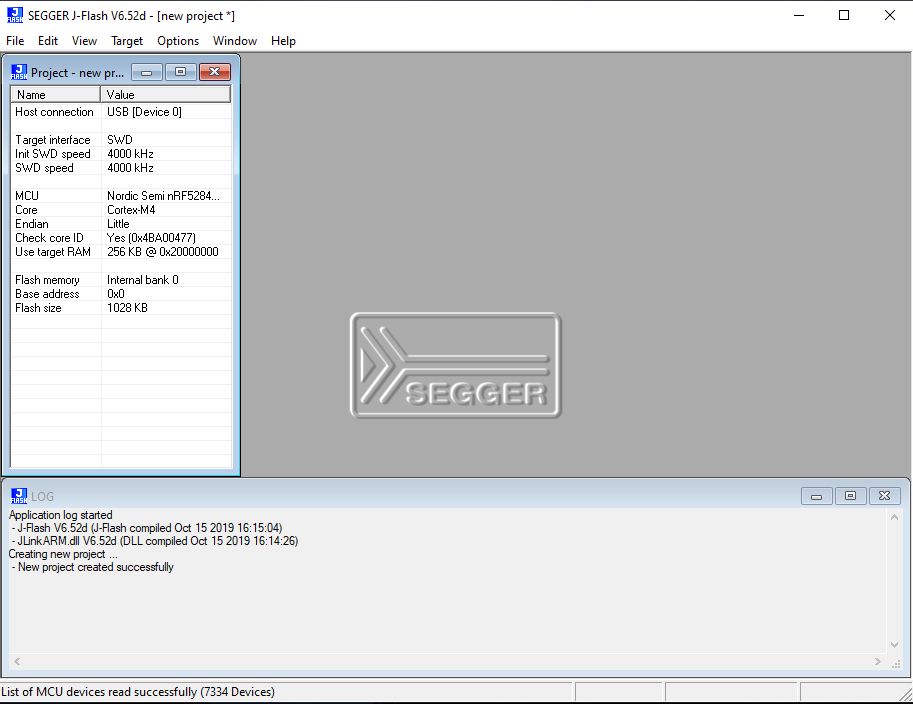 SEGGER J-Flash V6.52d - [new project *]
File Edit View Target Options Window Help
Project - new pr...
Name Value
Host connection USB [Device 0]
Target interface SWD
Init SWD speed 4000 kHz
SWD speed 4000 kHz
MCU Nordic Semi nRF5284...
Core Cortex-M4
Endian Little
Check core ID Yes (0x4BA00477)
Use target RAM 256 KB @ 0x20000000
Flash memory Internal bank 0
Base address 0x0
Flash size 1028 KB
SEGGER
LOG
Application log started
- J-Flash V6.52d (J-Flash compiled Oct 15 2019 16:15:04)
- JLinkARM.dll V6.52d (DLL compiled Oct 15 2019 16:14:26)
Creating new project ...
- New project created successfully
List of MCU devices read successfully (7334 Devices)